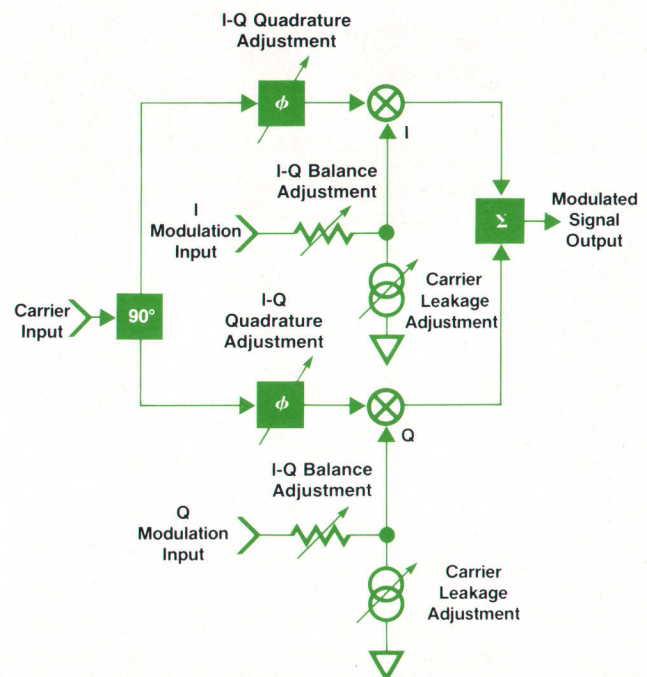 I-Q Quadrature
Adjustment
ϕ
I
I-Q Balance
Adjustment
I
Modulation
Input
Σ
Modulated
Signal
Output
Carrier
Leakage
Adjustment
Carrier
Input
90°
I-Q
Quadrature
Adjustment
ϕ
Q
I-Q Balance
Adjustment
Q
Modulation
Input
Carrier
Leakage
Adjustment